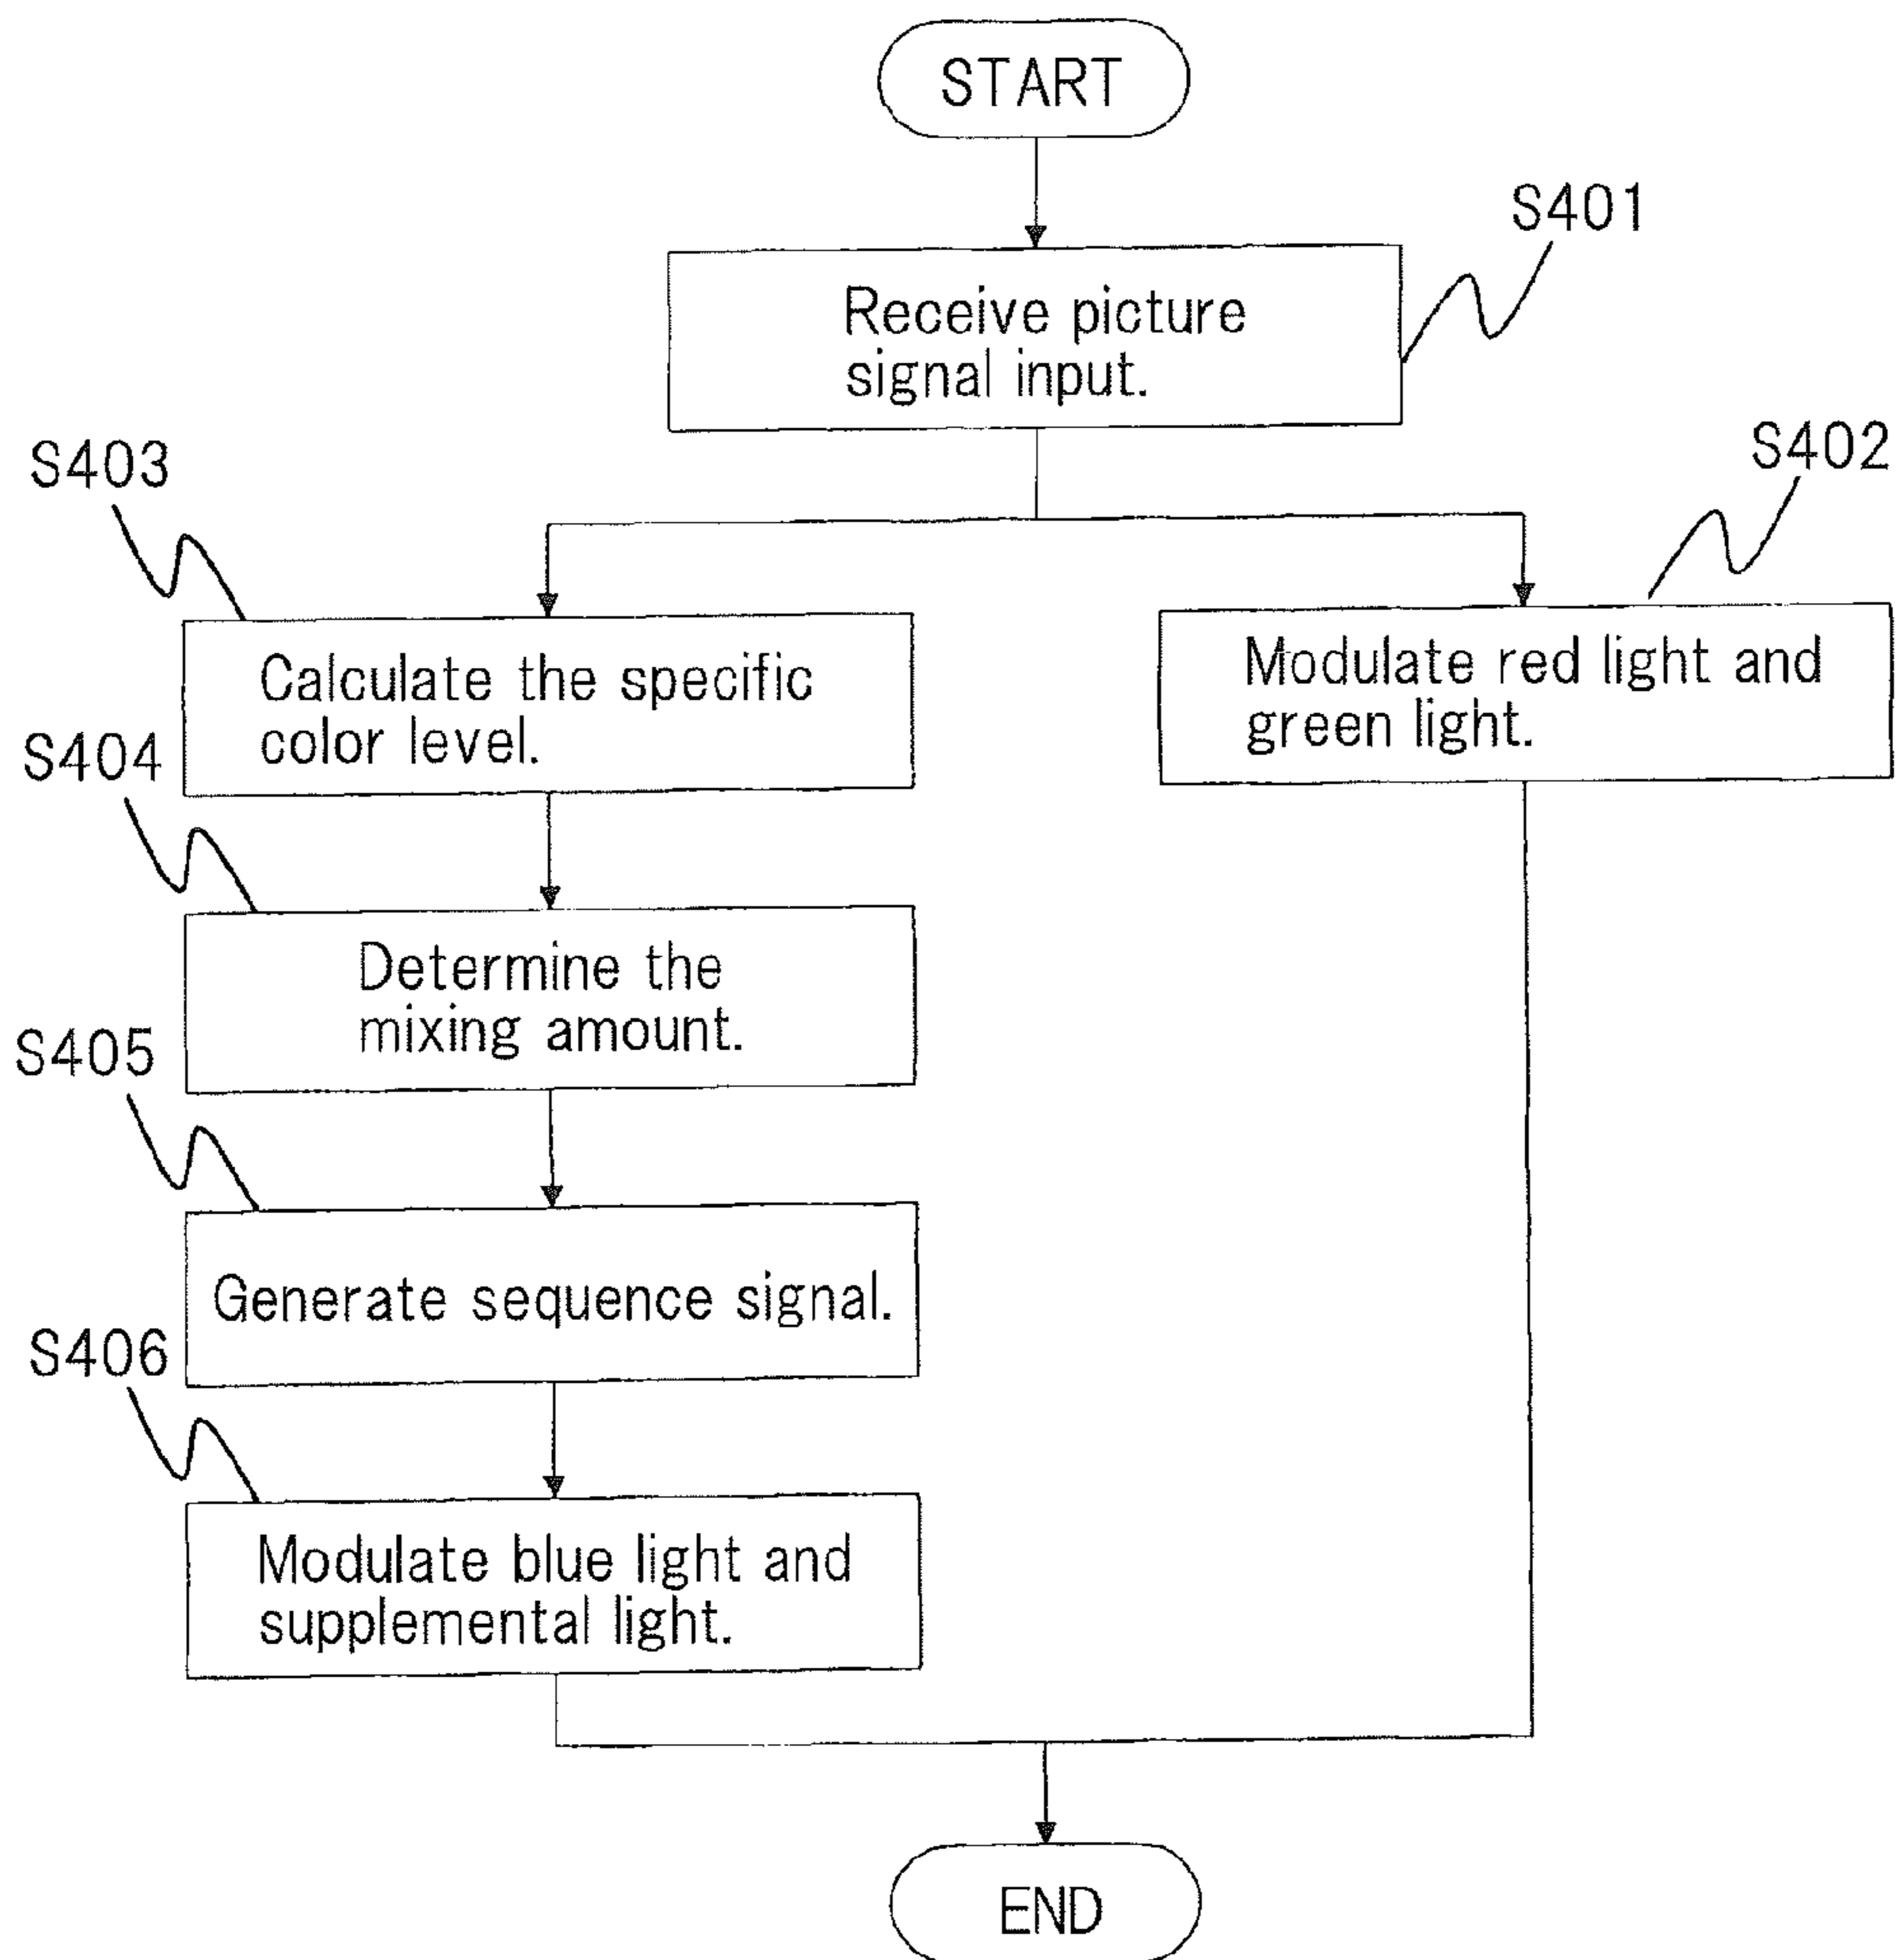 START
S401
Receive picture
signal input.
S402
Modulate red light and
green light.
S403
Calculate the specific
color level.
S404
Determine the
mixing amount.
S405
Generate sequence signal.
S406
Modulate blue light and
supplemental light.
END